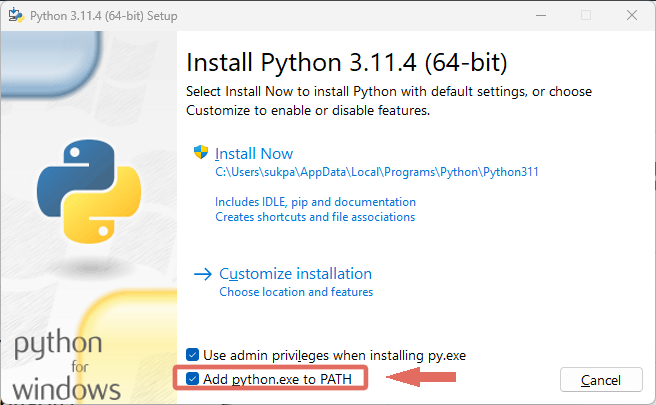 Python 3.11.4 (64-bit) Setup
Install Python 3.11.4 (64-bit)
Select Install Now to install Python with default settings, or choose
Customize to enable or disable features.
Install Now
C:\Users\sukpa\AppData\Local\Programs\Python\Python311
Includes IDLE, pip and documentation
Creates shortcuts and file associations
Customize installation
Choose location and features
python
for
windows
Use admin privileges when installing py.exe
Add python.exe to PATH
Cancel